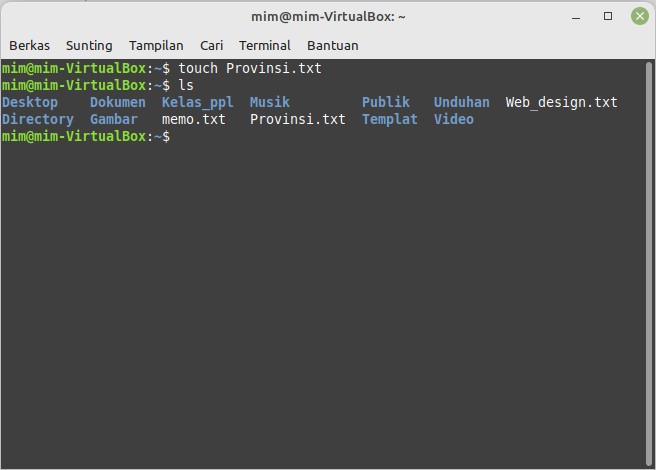 mim@mim-VirtualBox: ~
Berkas Sunting Tampilan Cari Terminal Bantuan
mim@mim-VirtualBox:~$ touch Provinsi.txt
mim@mim-VirtualBox:~$ ls
Desktop Dokumen Kelas_ppl Musik Publik Unduhan Web_design.txt
Directory Gambar memo.txt Provinsi.txt Templat Video
mim@mim-VirtualBox:~$